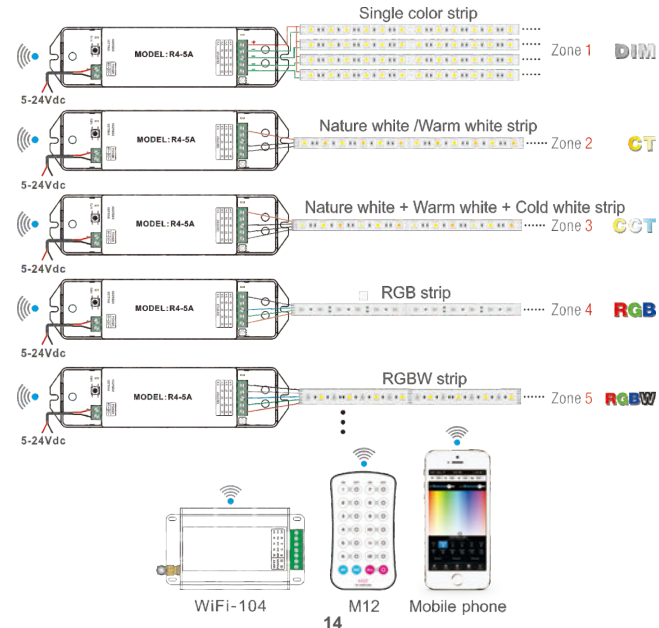 Single color strip
MODEL:R4-5A
Zone 1
DIM
5-24Vdc
Nature white /Warm white strip
MODEL:R4-5A
Zone 2
CT
5-24Vdc
Nature white + Warm white + Cold white strip
MODEL:R4-5A
Zone 3
CCT
5-24Vdc
RGB strip
MODEL:R4-5A
Zone 4
RGB
5-24Vdc
RGBW strip
MODEL:R4-5A
Zone 5
RGBW
5-24Vdc
WiFi-104
M12
Mobile phone
14